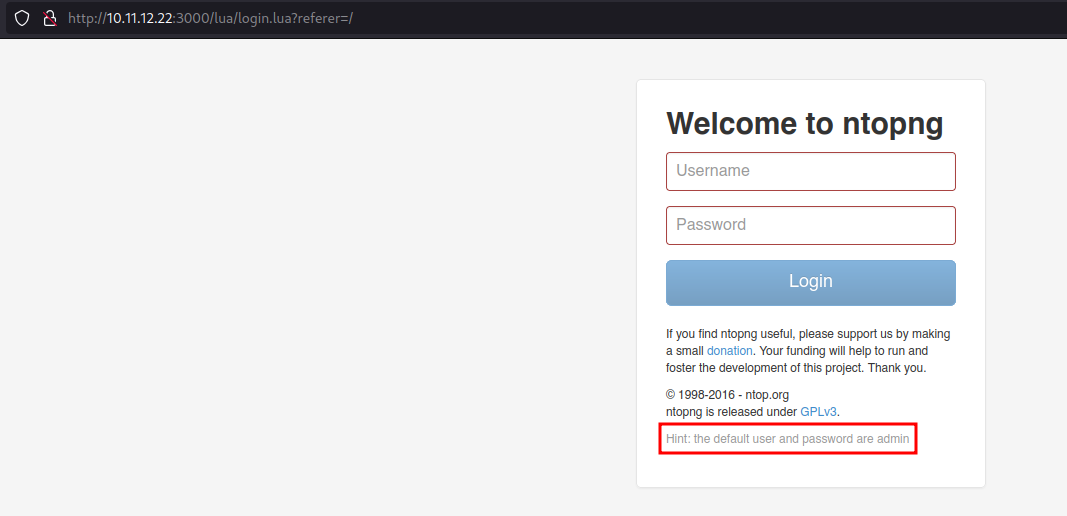 http://10.11.12.22:3000/lua/login.lua?referer=/
Welcome to ntopng
Username
Password
Login
If you find ntopng useful, please support us by making
a small donation. Your funding will help to run and
foster the development of this project. Thank you.
© 1998-2016 - ntop.org
ntopng is released under GPLv3.
Hint: the default user and password are admin